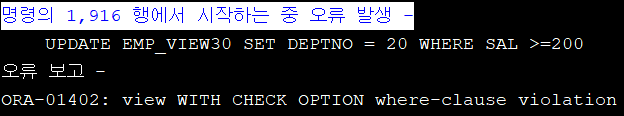 명령의 1,916 행에서 시작하는 중 오류 발생 -
UPDATE EMP_VIEW30 SET DEPTNO = 20 WHERE SAL >=200
오류 보고 -
ORA-01402: view WITH CHECK OPTION where-clause violation